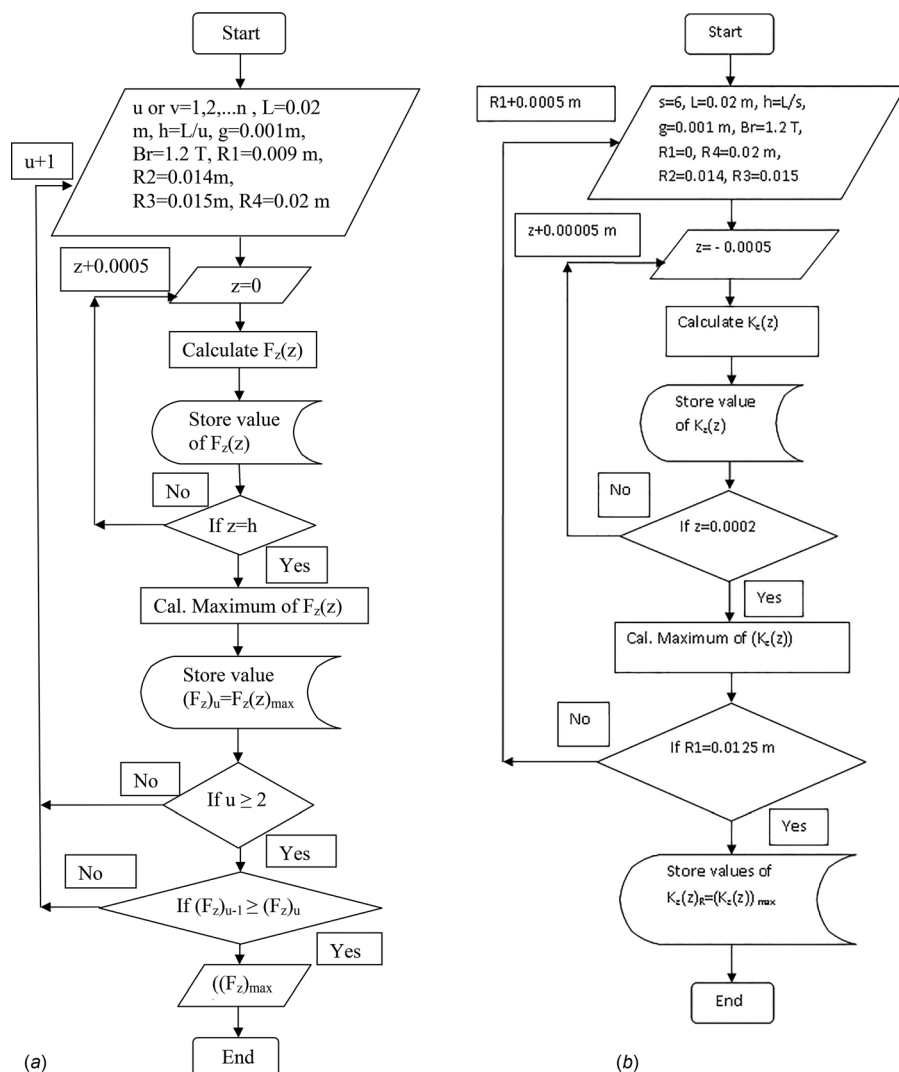 Start
u or v=1,2,...n , L=0.02
m, h=L/u, g=0.001m,
Br=1.2 T, R1=0.009 m,
R2=0.014m,
R3=0.015m, R4=0.02 m
u+1
z+0.0005
z=0
Calculate Fz(z)
Store value
of Fz(z)
No
If z=h
Yes
Cal. Maximum of Fz(z)
Store value
(Fz)u=Fz(z)max
No
If u ≥ 2
Yes
No
If (Fz)u-1 ≥ (Fz)u
Yes
((Fz)max
End
(a)
Start
R1+0.0005 m
s=6, L=0.02 m, h=L/s,
g=0.001 m, Br=1.2 T,
R1=0, R4=0.02 m,
R2=0.014, R3=0.015
z+0.00005 m
z= - 0.0005
Calculate Kz(z)
Store value
of Kz(z)
No
If z=0.0002
Yes
Cal. Maximum of (Kz(z))
No
If R1=0.0125 m
Yes
Store values of
Kz(z)R=(Kz(z)) max
End
(b)